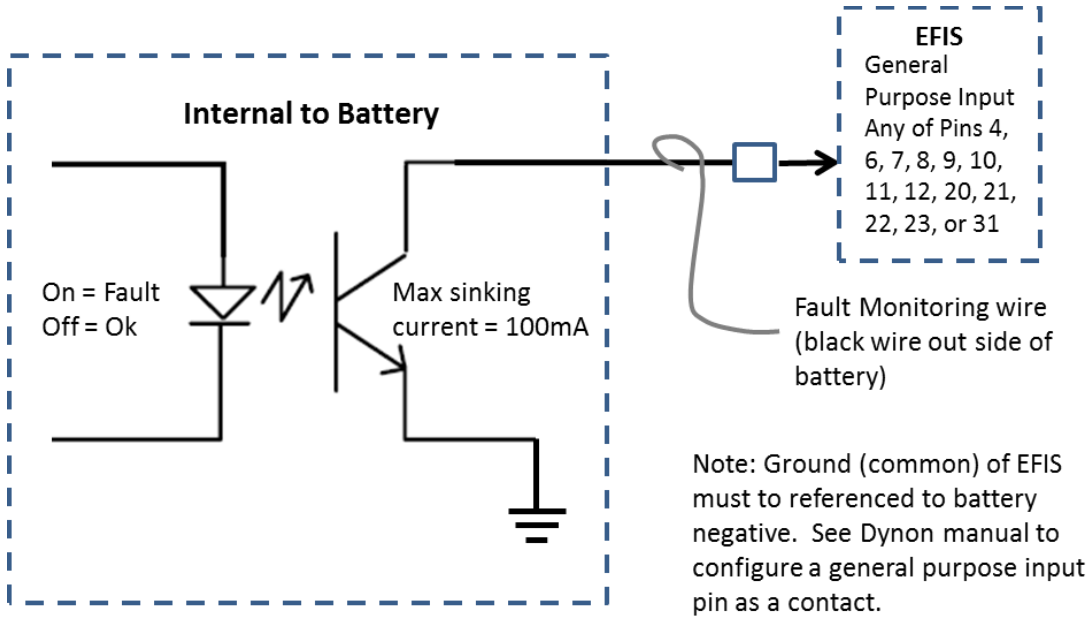 EFIS
General
Purpose Input
Any of Pins 4,
6, 7, 8, 9, 10,
11, 12, 20, 21,
22, 23, or 31
Internal to Battery
On = Fault
Off = Ok
Max sinking
current = 100mA
Fault Monitoring wire
(black wire out side of
battery)
Note: Ground (common) of EFIS
must to referenced to battery
negative. See Dynon manual to
configure a general purpose input
pin as a contact.